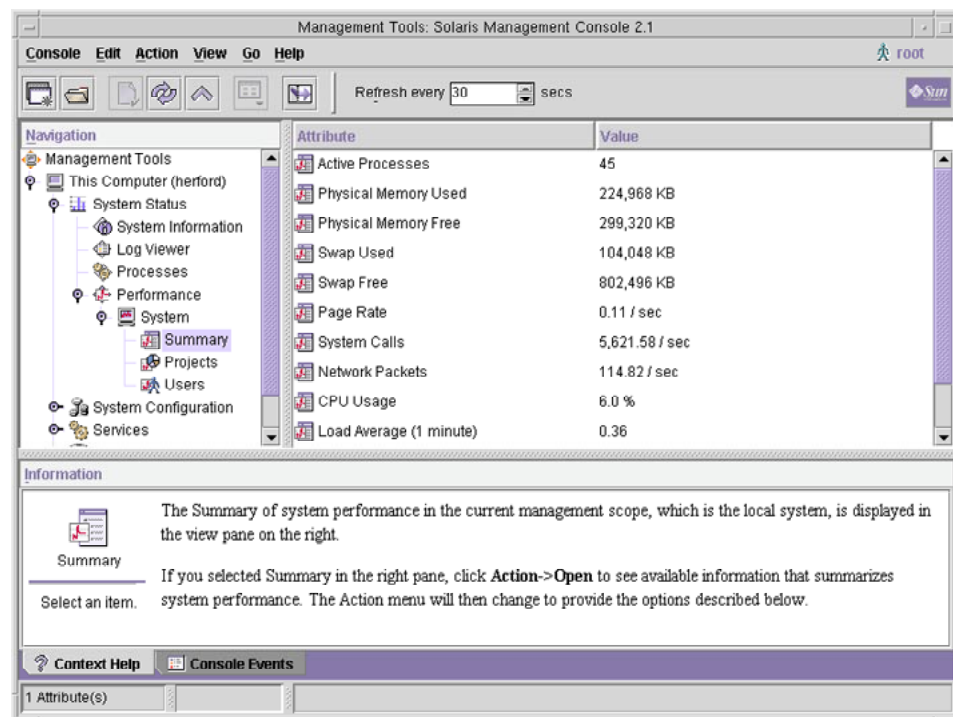 Management Tools: Solaris Management Console 2.1
Console Edit Action View Go Help
root
Refresh every 30 secs
Sun
Navigation
Management Tools
This Computer (herford)
System Status
System Information
Log Viewer
Processes
Performance
System
Summary
Projects
Users
System Configuration
Services
Attribute Value
Active Processes 45
Physical Memory Used 224,968 KB
Physical Memory Free 299,320 KB
Swap Used 104,048 KB
Swap Free 802,496 KB
Page Rate 0.11 / sec
System Calls 5,621.58 / sec
Network Packets 114.82 / sec
CPU Usage 6.0 %
Load Average (1 minute) 0.36
Information
Summary
Select an item.
The Summary of system performance in the current management scope, which is the local system, is displayed in
the view pane on the right.
If you selected Summary in the right pane, click Action->Open to see available information that summarizes
system performance. The Action menu will then change to provide the options described below.
Context Help Console Events
1 Attribute(s)